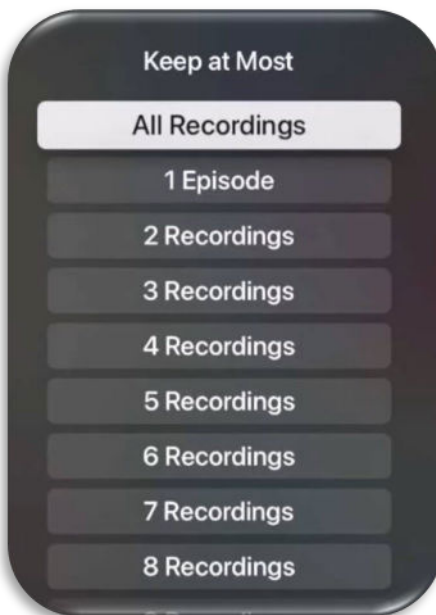 Keep at Most
All Recordings
1 Episode
2 Recordings
3 Recordings
4 Recordings
5 Recordings
6 Recordings
7 Recordings
8 Recordings